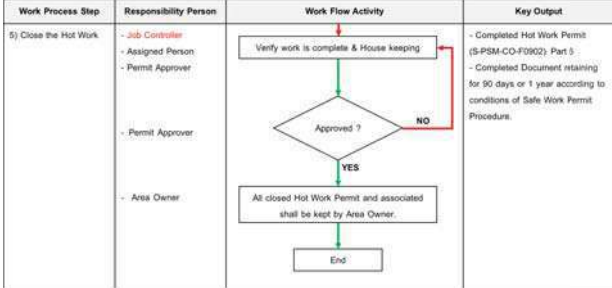 Work Process Step
Responsibility Person
Work Flow Activity
Key Output
5) Close the Hot Work
- Job Controller
- Assigned Person
- Permit Approver
- Permit Approver
- Area Owner
Verify work is complete & House keeping
Approved ?
NO
YES
All closed Hot Work Permit and associated
shall be kept by Area Owner.
End
- Completed Hot Work Permit
(S-PSM-CO-F0902) Part 5
- Completed Document retaining
for 90 days or 1 year according to
conditions of Safe Work Permit
Procedure.